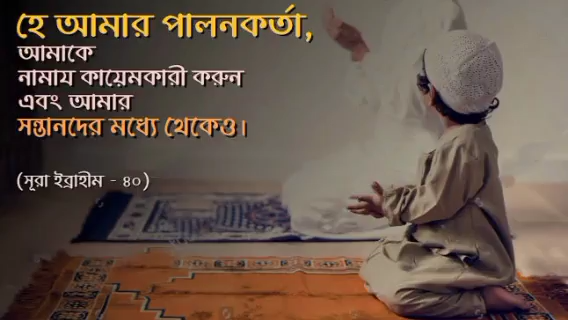 হে আমার পালনকর্তা,
আমাকে
নামায কায়েমকারী করুন
এবং আমার
সন্তানদের মধ্যে থেকেও।
(সূরা ইব্রাহীম - ৪০)